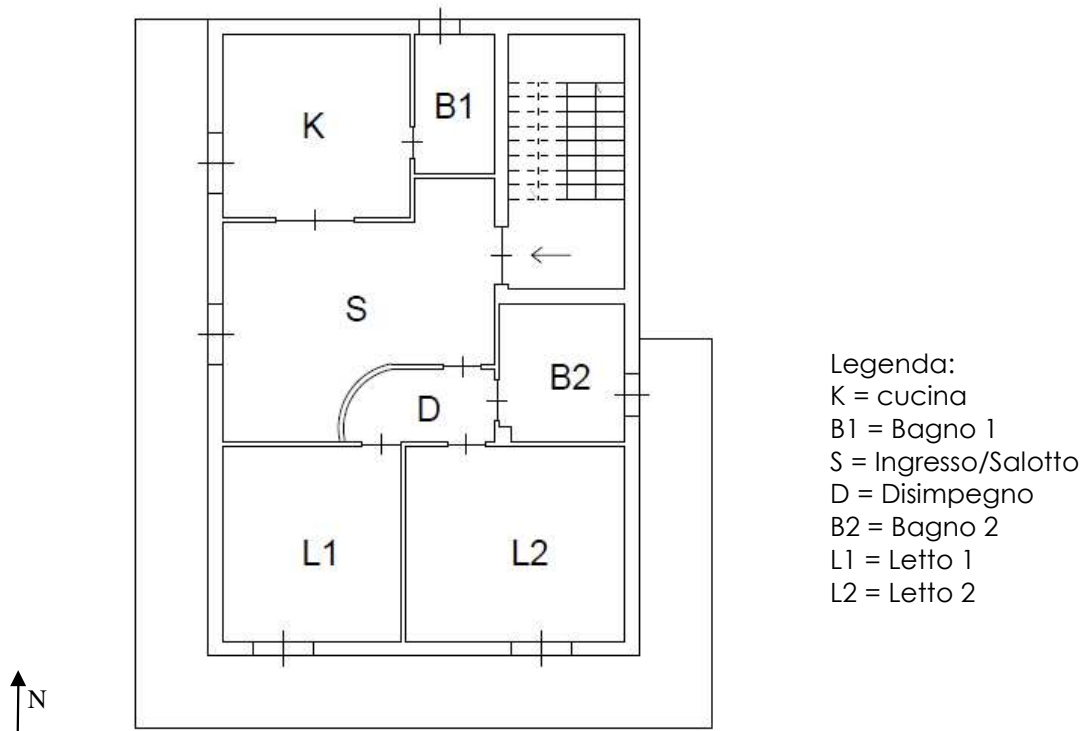 K
B1
S
B2
D
L1
L2
Legenda:
K = cucina
B1 = Bagno 1
S = Ingresso/Salotto
D = Disimpegno
B2 = Bagno 2
L1 = Letto 1
L2 = Letto 2
N